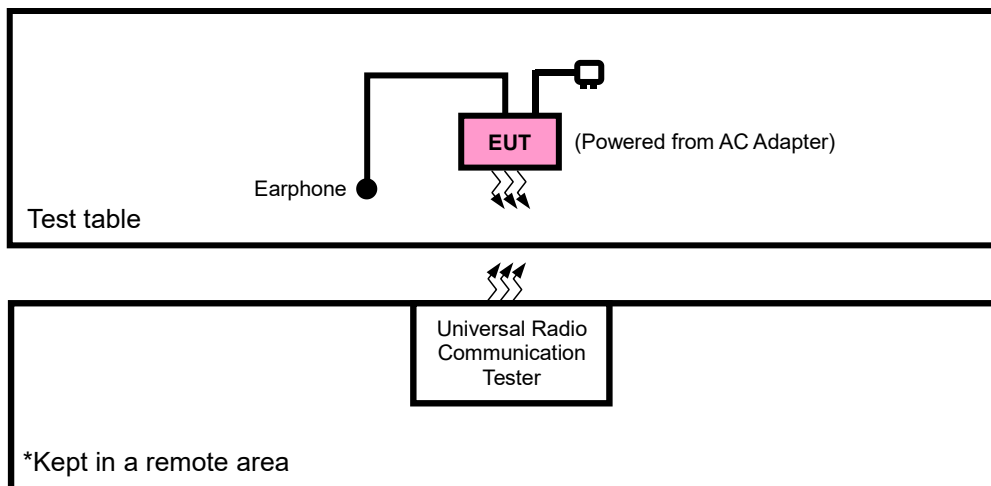 EUT
(Powered from AC Adapter)
Earphone
Test table
Universal Radio
Communication
Tester
*Kept in a remote area